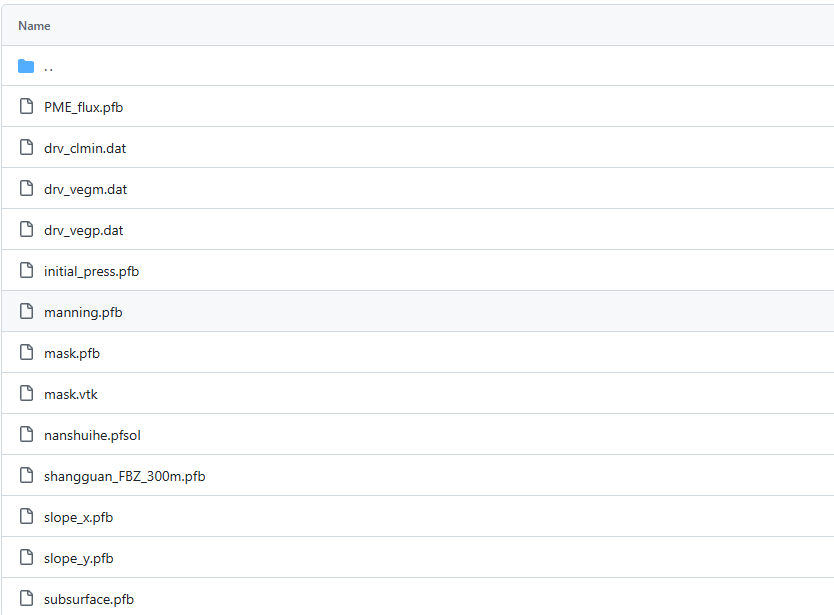 Name
..
PME_flux.pfb
drv_clmin.dat
drv_vegm.dat
drv_vegp.dat
initial_press.pfb
manning.pfb
mask.pfb
mask.vtk
nanshuihe.pfsol
shangguan_FBZ_300m.pfb
slope_x.pfb
slope_y.pfb
subsurface.pfb